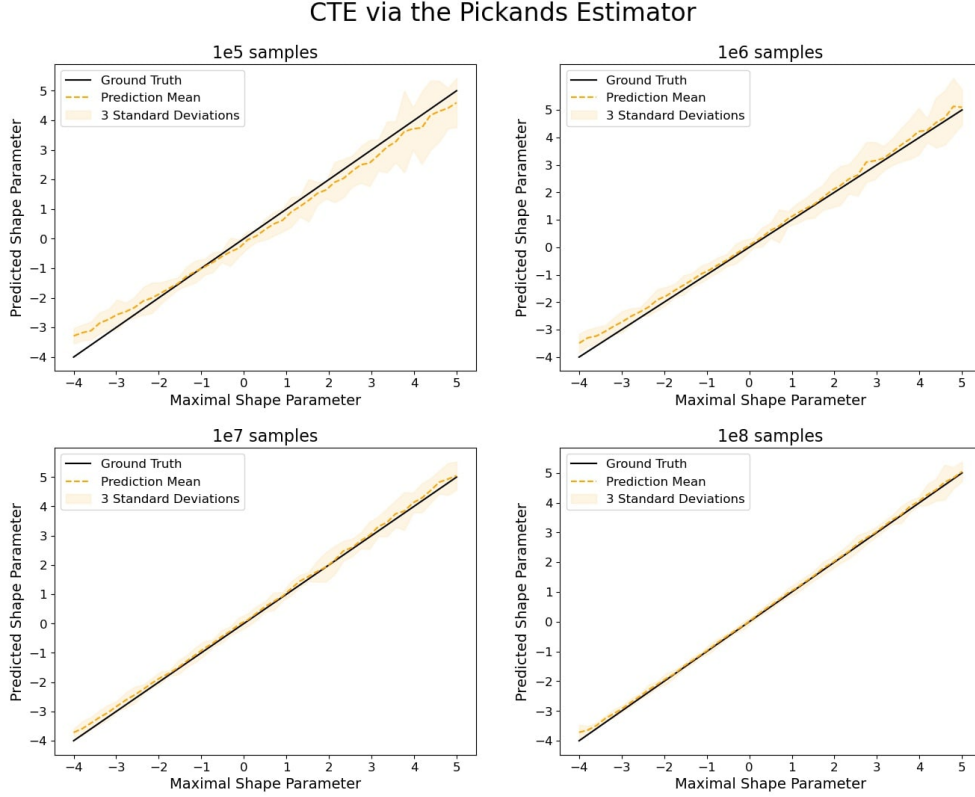 CTE via the Pickands Estimator
1e5 samples
Ground Truth
Prediction Mean
3 Standard Deviations
Predicted Shape Parameter
5
4
3
2
1
0
−1
−2
−3
−4
−4 −3 −2 −1 0 1 2 3 4 5
Maximal Shape Parameter
1e6 samples
Ground Truth
Prediction Mean
3 Standard Deviations
Predicted Shape Parameter
5
4
3
2
1
0
−1
−2
−3
−4
−4 −3 −2 −1 0 1 2 3 4 5
Maximal Shape Parameter
1e7 samples
Ground Truth
Prediction Mean
3 Standard Deviations
Predicted Shape Parameter
5
4
3
2
1
0
−1
−2
−3
−4
−4 −3 −2 −1 0 1 2 3 4 5
Maximal Shape Parameter
1e8 samples
Ground Truth
Prediction Mean
3 Standard Deviations
Predicted Shape Parameter
5
4
3
2
1
0
−1
−2
−3
−4
−4 −3 −2 −1 0 1 2 3 4 5
Maximal Shape Parameter